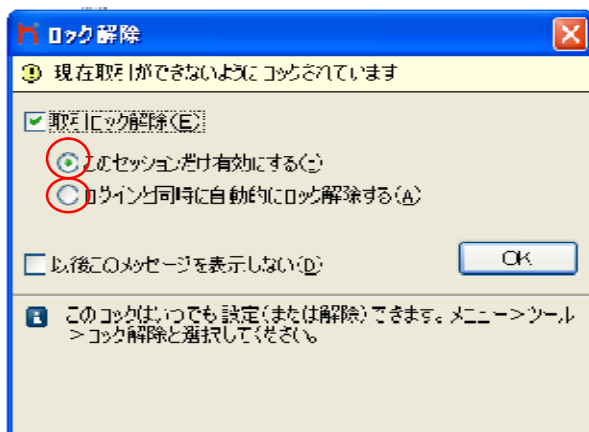 ロック解除
現在取引ができないようにロックされています
取引ロック解除(E)
このセッションだけ有効にする
ログインと同時に自動的にロック解除する(A)
以後このメッセージを表示しない(D)
OK
このロックはいつでも設定(または解除)できます。メニュー>ツール
>ロック解除と選択してください。